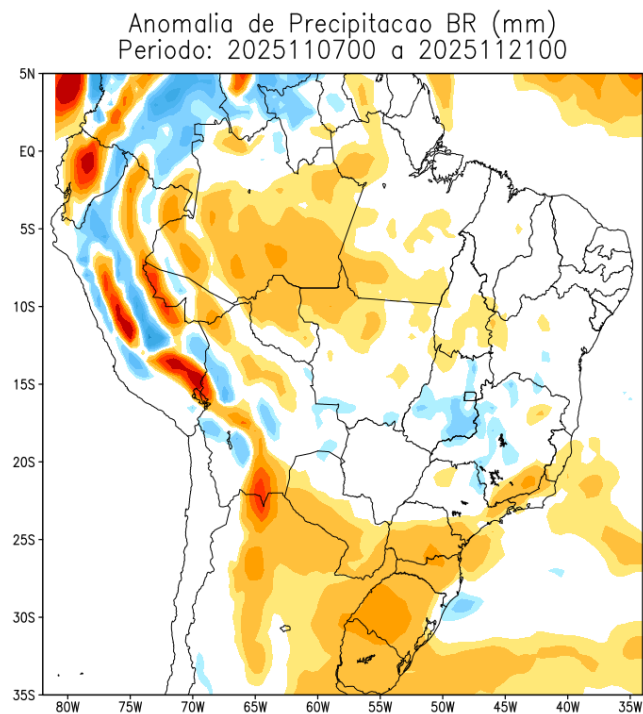 Anomalia de Precipitacao BR (mm)
Periodo: 2025110700 a 2025112100
5N
EQ
5S
10S
15S
20S
25S
30S
35S
80W 75W 70W 65W 60W 55W 50W 45W 40W 35W